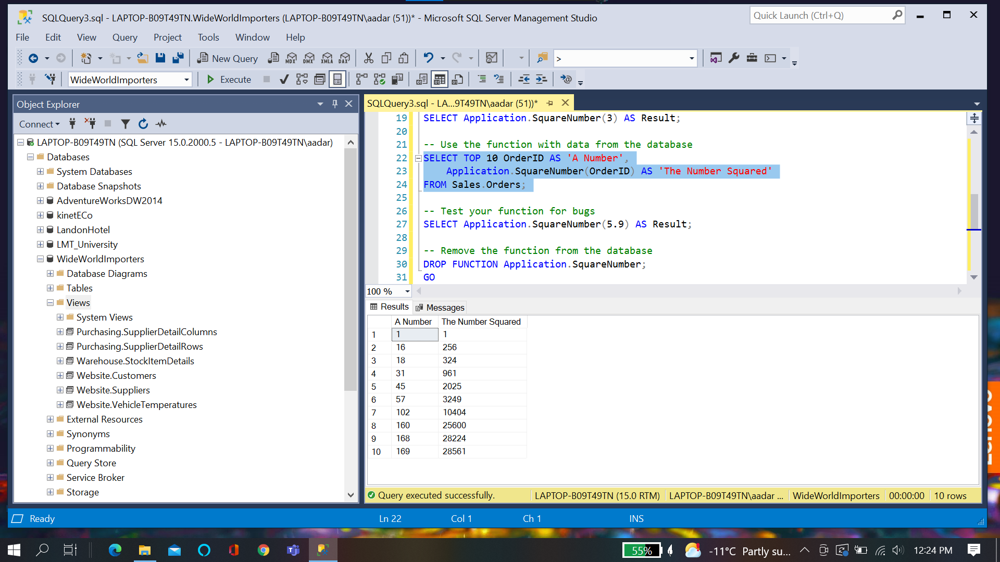 SQLQuery3.sql - LAPTOP-B09T49TN.WideWorldImporters (LAPTOP-B09T49TN\aadar (51))* - Microsoft SQL Server Management Studio
Quick Launch (Ctrl+Q)
File Edit View Query Project Tools Window Help
New Query
MDX DMX XMLA DAX
>
WideWorldImporters
Execute
Object Explorer
Connect
LAPTOP-B09T49TN (SQL Server 15.0.2000.5 - LAPTOP-B09T49TN\aadar)
Databases
System Databases
Database Snapshots
AdventureWorksDW2014
kinetECo
LandonHotel
LMT_University
WideWorldImporters
Database Diagrams
Tables
Views
System Views
Purchasing.SupplierDetailColumns
Purchasing.SupplierDetailRows
Warehouse.StockItemDetails
Website.Customers
Website.Suppliers
Website.VehicleTemperatures
External Resources
Synonyms
Programmability
Query Store
Service Broker
Storage
SQLQuery3.sql - LA...9T49TN\aadar (51))*
19 SELECT Application.SquareNumber(3) AS Result;
20
21 -- Use the function with data from the database
22 SELECT TOP 10 OrderID AS 'A Number',
23 Application.SquareNumber(OrderID) AS 'The Number Squared'
24 FROM Sales.Orders;
25
26 -- Test your function for bugs
27 SELECT Application.SquareNumber(5.9) AS Result;
28
29 -- Remove the function from the database
30 DROP FUNCTION Application.SquareNumber;
31 GO
100 %
Results Messages
A Number The Number Squared
1 1 1
2 16 256
3 18 324
4 31 961
5 45 2025
6 57 3249
7 102 10404
8 160 25600
9 168 28224
10 169 28561
Query executed successfully. LAPTOP-B09T49TN (15.0 RTM) LAPTOP-B09T49TN\aadar ... WideWorldImporters 00:00:00 10 rows
Ready Ln 22 Col 1 Ch 1 INS
Lenovo
55% -11°C Partly su... 12:24 PM